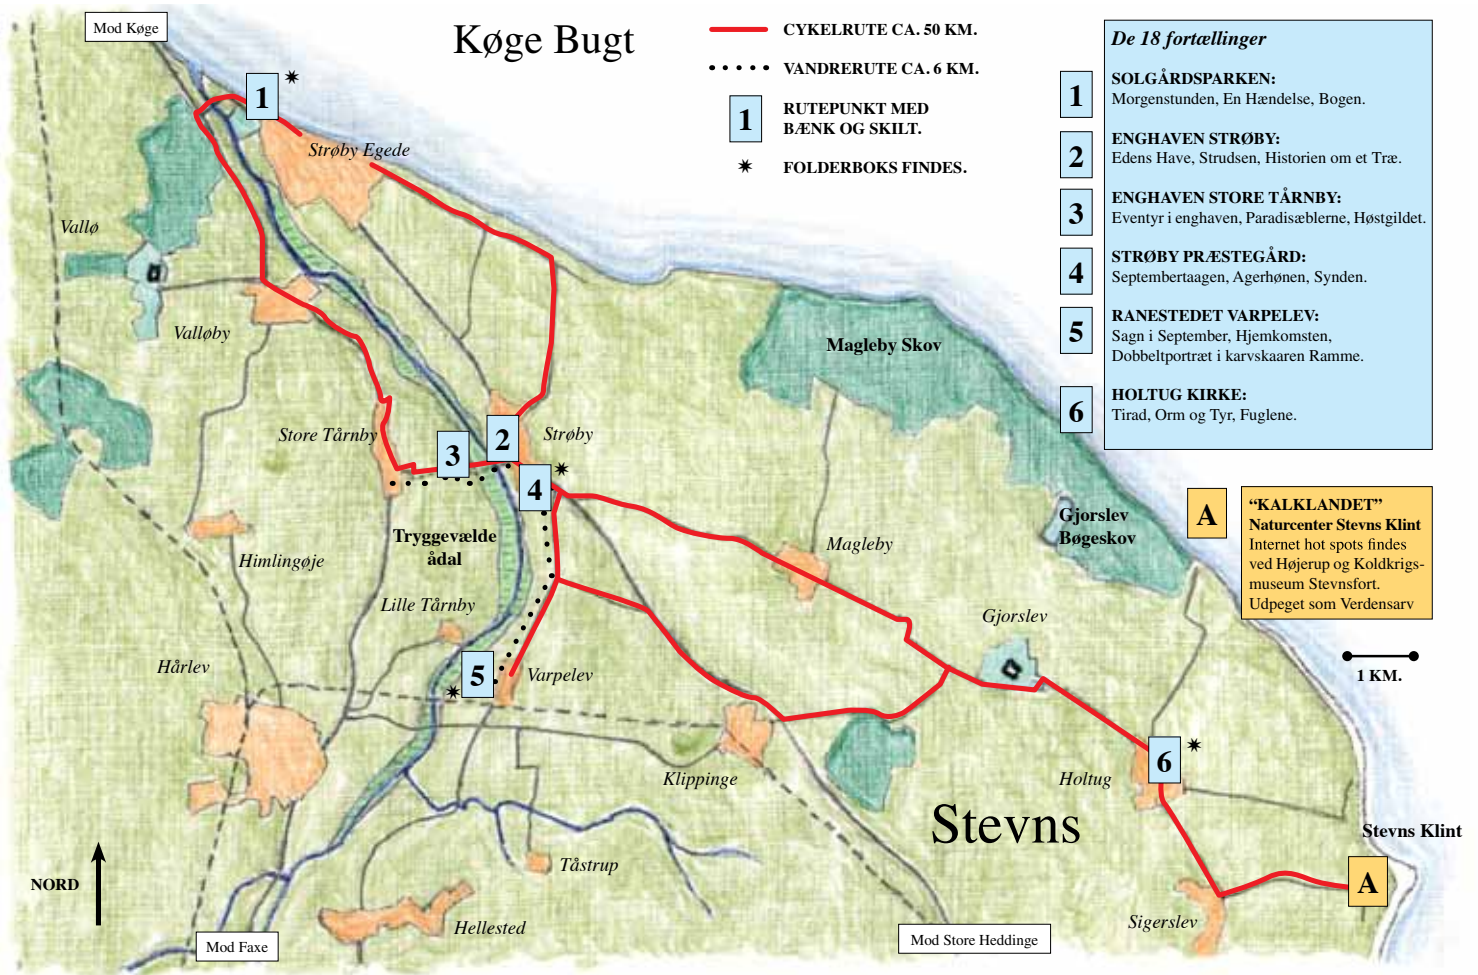 Mod Køge
Køge Bugt
CYKELRUTE CA. 50 KM.
VANDRERUTE CA. 6 KM.
1
RUTEPUNKT MED
BÆNK OG SKILT.
FOLDERBOKS FINDES.
De 18 fortællinger
1
SOLGÅRDSPARKEN:
Morgenstunden, En Hændelse, Bogen.
2
ENGHAVEN STRØBY:
Edens Have, Strudsen, Historien om et Træ.
3
ENGHAVEN STORE TÅRNBY:
Eventyr i enghaven, Paradisæblerne, Høstgildet.
4
STRØBY PRÆSTEGÅRD:
Septembertaagen, Agerhønen, Synden.
5
RANESTEDET VARPELEV:
Sagn i September, Hjemkomsten,
Dobbeltportræt i karvskaaren Ramme.
6
HOLTUG KIRKE:
Tirad, Orm og Tyr, Fuglene.
A
“KALKLANDET”
Naturcenter Stevns Klint
Internet hot spots findes
ved Højerup og Koldkrigs-
museum Stevnsfort.
Udpeget som Verdensarv
1 KM.
1
Strøby Egede
Vallø
Valløby
Magleby Skov
Store Tårnby
3
2
Strøby
4
Tryggevælde
ådal
Himlingøje
Magleby
Gjorslev
Bøgeskov
Lille Tårnby
Gjorslev
Hårlev
5
Varpelev
Klippinge
Holtug
6
Stevns
Stevns Klint
Tåstrup
A
NORD
Hellested
Sigerslev
Mod Faxe
Mod Store Heddinge